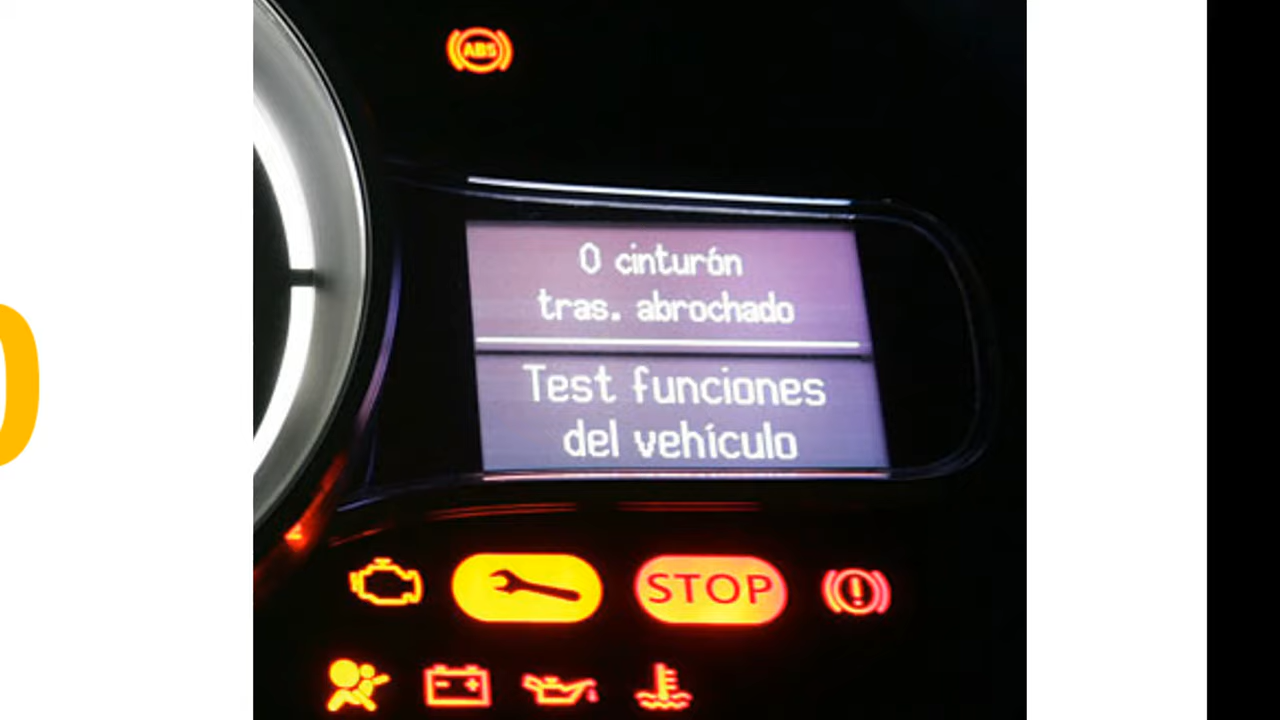 ABS
0 cinturón
tras. abrochado
Test funciones
del vehículo
STOP